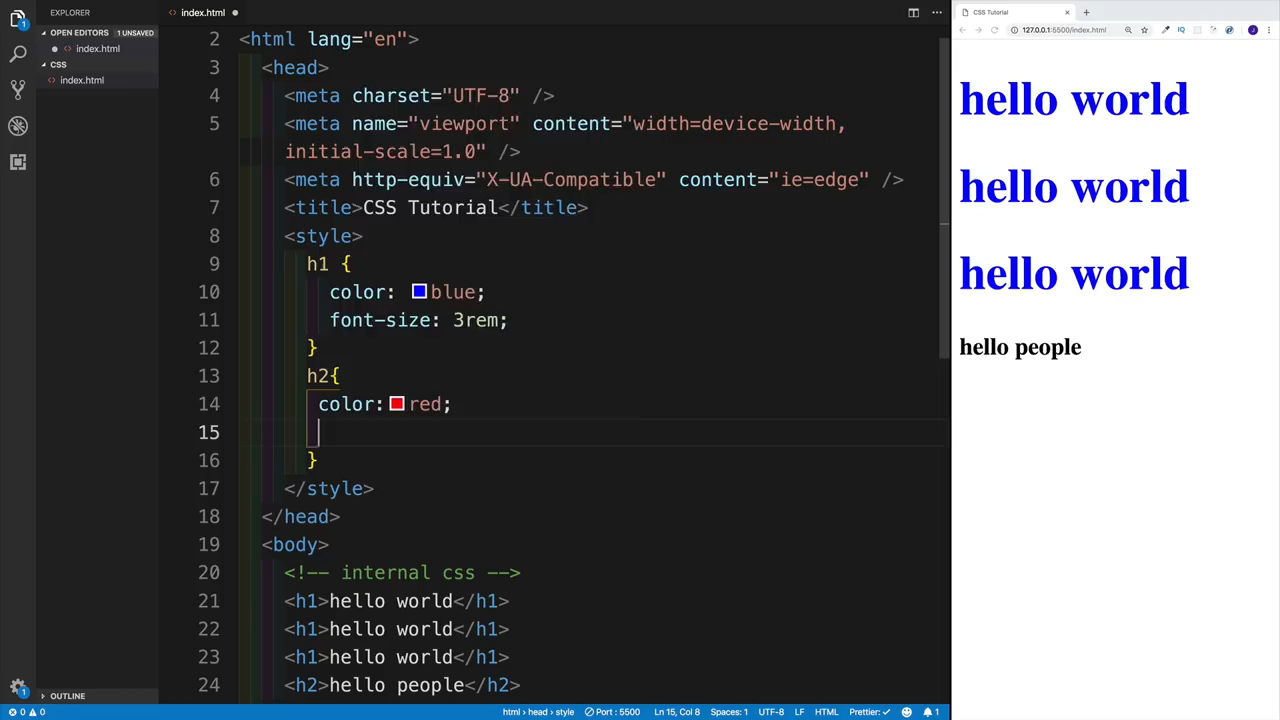 EXPLORER
OPEN EDITORS 1 UNSAVED
index.html
CSS
index.html
OUTLINE
1
1
index.html
2 <html lang="en">
3 <head>
4 <meta charset="UTF-8" />
5 <meta name="viewport" content="width=device-width,
initial-scale=1.0" />
6 <meta http-equiv="X-UA-Compatible" content="ie=edge" />
7 <title>CSS Tutorial</title>
8 <style>
9 h1 {
10 color: blue;
11 font-size: 3rem;
12 }
13 h2{
14 color: red;
15
16 }
17 </style>
18 </head>
19 <body>
20 <!-- internal css -->
21 <h1>hello world</h1>
22 <h1>hello world</h1>
23 <h1>hello world</h1>
24 <h2>hello people</h2>
0 0 html › head › style Port : 5500 Ln 15, Col 8 Spaces: 1 UTF-8 LF HTML Prettier: ✓ 1
CSS Tutorial
127.0.0.1:5500/index.html IQ J
hello world
hello world
hello world
hello people